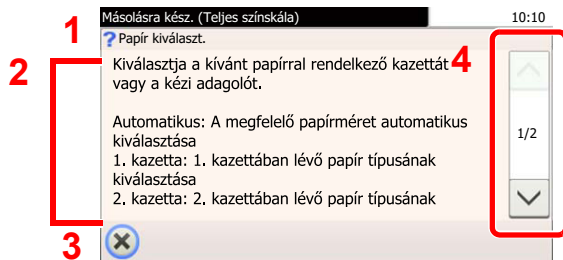 Másolásra kész. (Teljes színskála)
10:10
1
? Papír kiválaszt.
2
4
Kiválasztja a kívánt papírral rendelkező kazettát
vagy a kézi adagolót.
Automatikus: A megfelelő papírméret automatikus
kiválasztása
1/2
1. kazetta: 1. kazettában lévő papír típusának
kiválasztása
2. kazetta: 2. kazettában lévő papír típusának
3